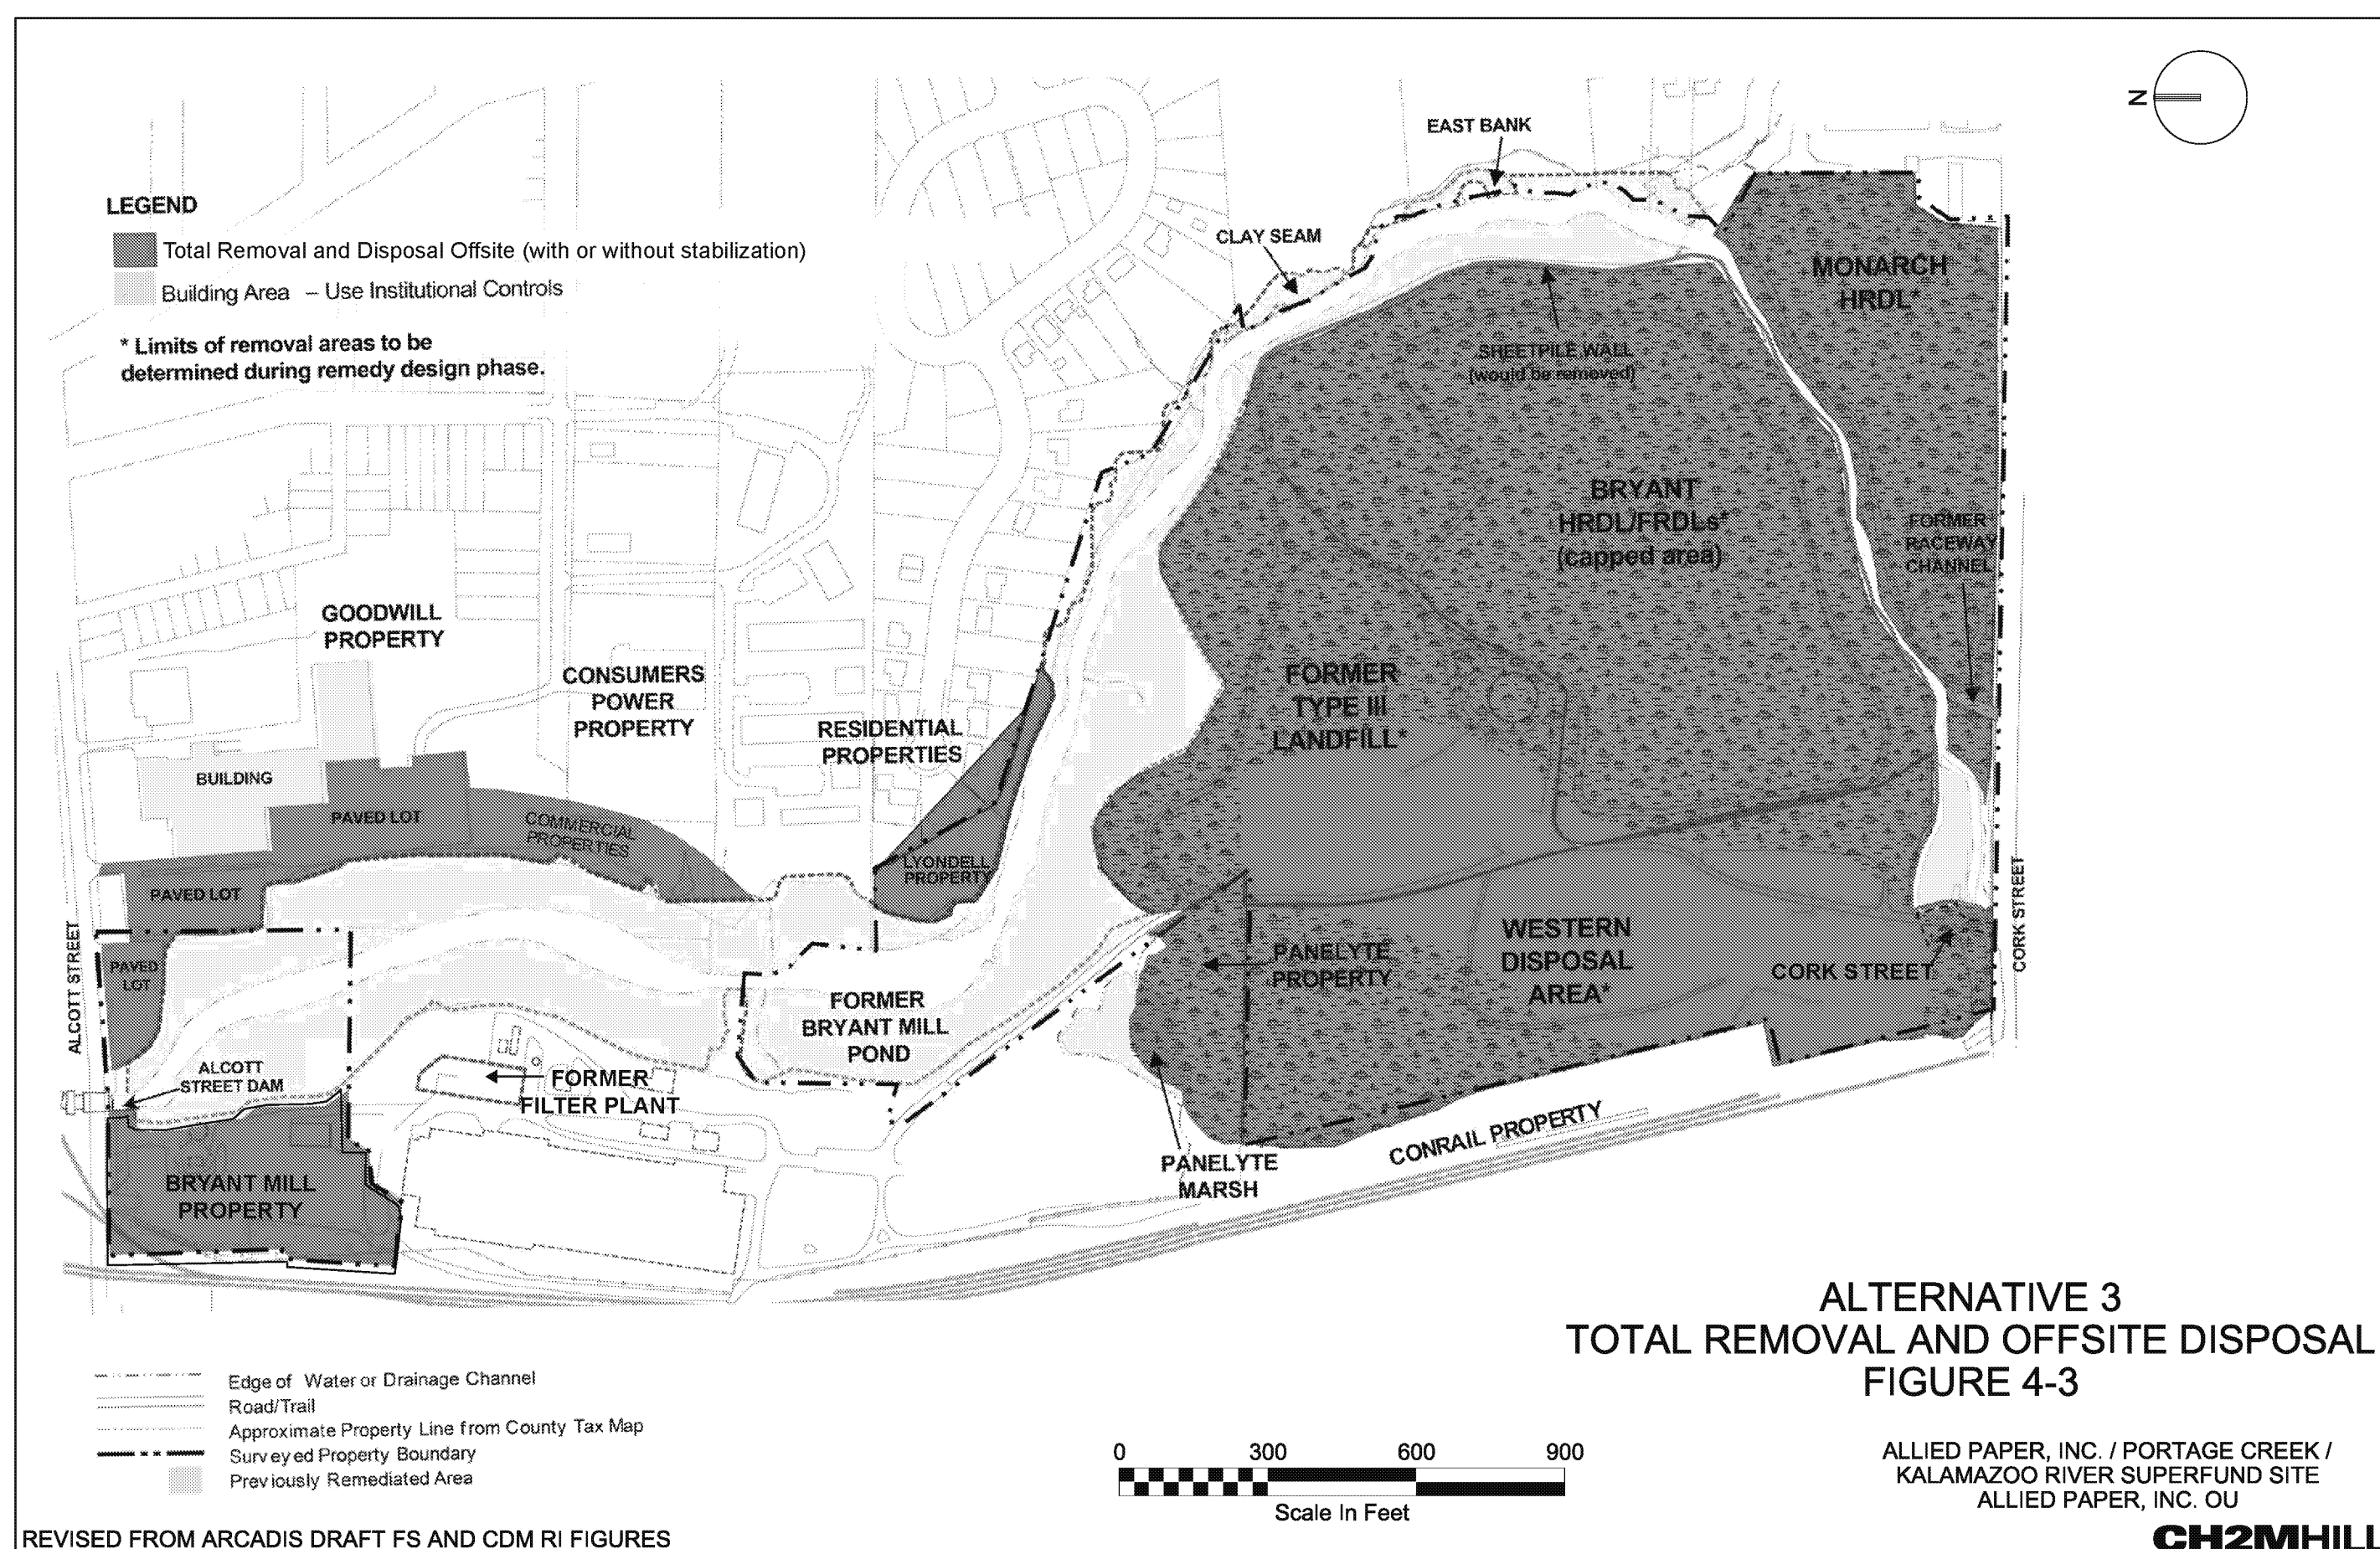 N
EAST BANK
LEGEND
Total Removal and Disposal Offsite (with or without stabilization)
Building Area – Use Institutional Controls
* Limits of removal areas to be
determined during remedy design phase.
CLAY SEAM
MONARCH
HRDL*
SHEETPILE WALL
(would be removed)
BRYANT
HRDL/FRDLs*
(capped area)
FORMER
RACEWAY
CHANNEL
GOODWILL
PROPERTY
CONSUMERS
POWER
PROPERTY
RESIDENTIAL
PROPERTIES
FORMER
TYPE III
LANDFILL*
BUILDING
PAVED LOT
COMMERCIAL
PROPERTIES
LYONDELL
PROPERTY
PAVED LOT
PAVED
LOT
ALCOTT STREET
CORK STREET
WESTERN
DISPOSAL
AREA*
PANELYTE
PROPERTY
CORK STREET
FORMER
BRYANT MILL
POND
ALCOTT
STREET DAM
FORMER
FILTER PLANT
CONRAIL PROPERTY
PANELYTE
MARSH
BRYANT MILL
PROPERTY
ALTERNATIVE 3
TOTAL REMOVAL AND OFFSITE DISPOSAL
FIGURE 4-3
Edge of Water or Drainage Channel
Road/Trail
Approximate Property Line from County Tax Map
Surveyed Property Boundary
Previously Remediated Area
0 300 600 900
Scale In Feet
ALLIED PAPER, INC. / PORTAGE CREEK /
KALAMAZOO RIVER SUPERFUND SITE
ALLIED PAPER, INC. OU
REVISED FROM ARCADIS DRAFT FS AND CDM RI FIGURES
CH2MHILL